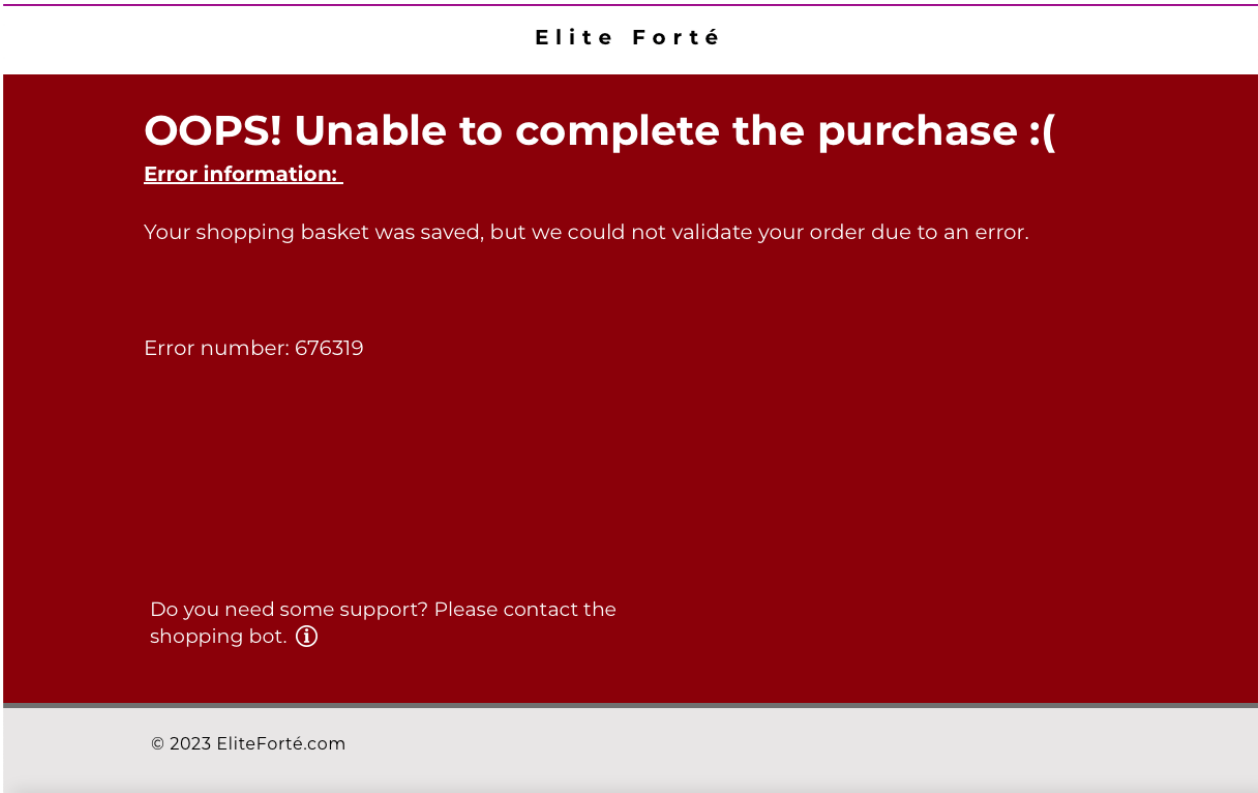 Elite Forté
OOPS! Unable to complete the purchase :(
Error information:
Your shopping basket was saved, but we could not validate your order due to an error.
Error number: 676319
Do you need some support? Please contact the
shopping bot.
© 2023 EliteForté.com